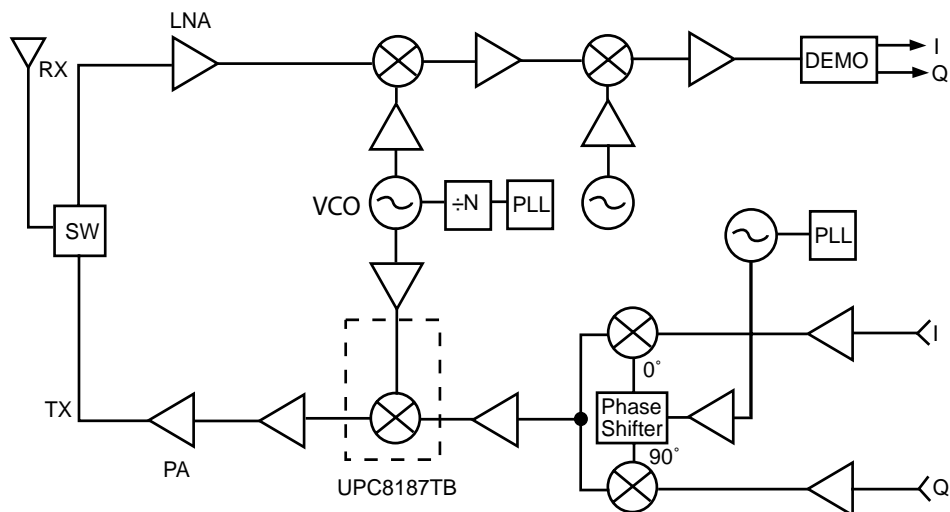 LNA
RX
DEMO
I
Q
VCO
÷N
PLL
SW
PLL
I
0˚
TX
Phase
Shifter
90˚
PA
UPC8187TB
Q